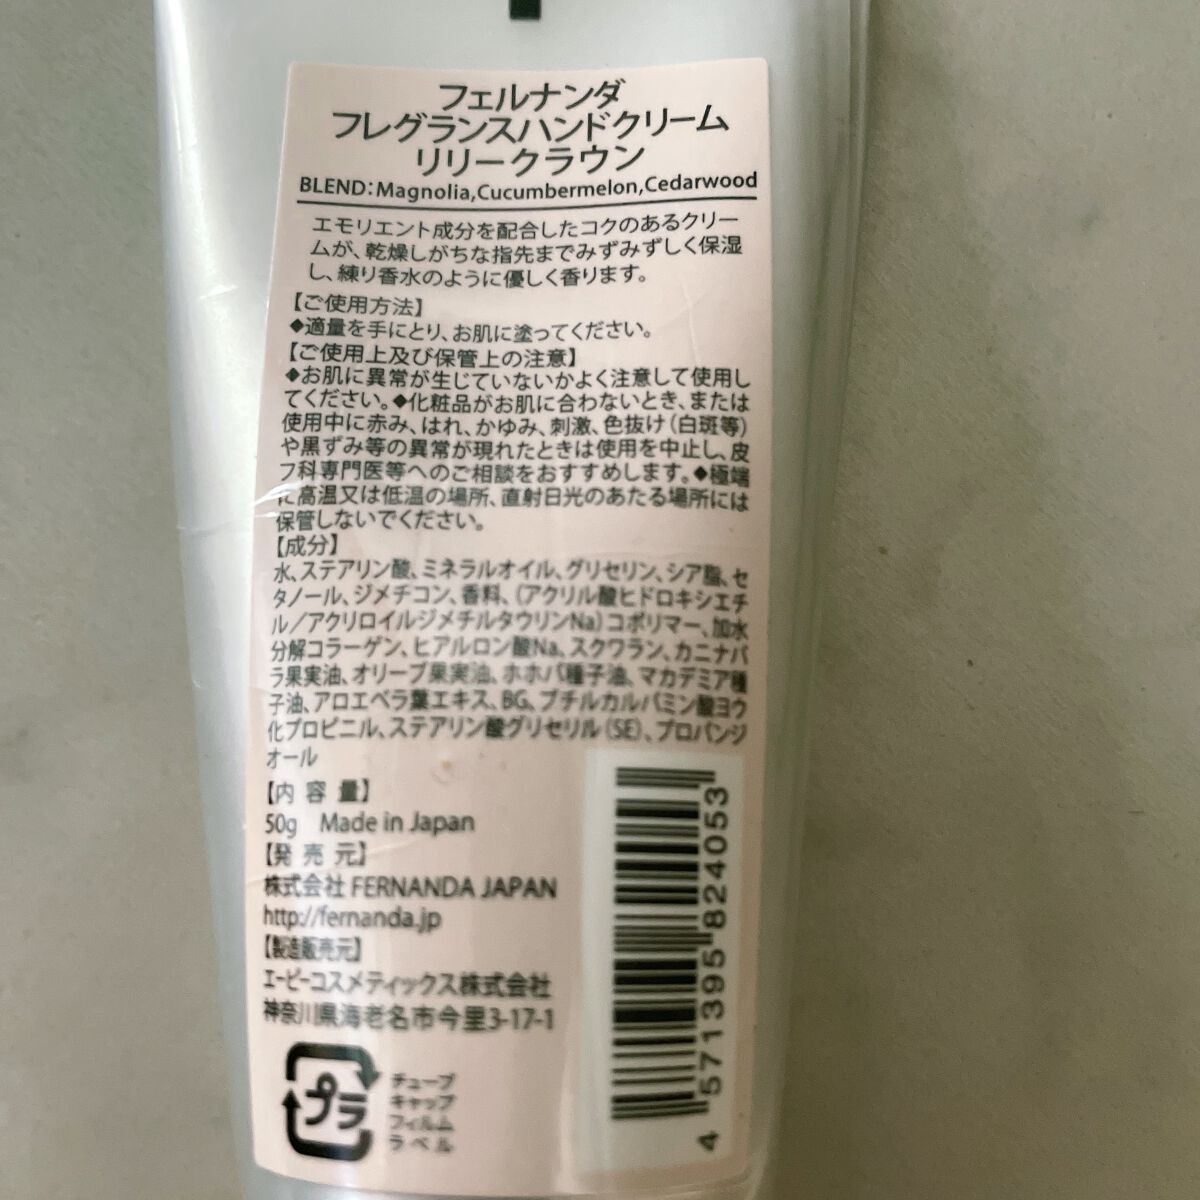 フェルナンダ
フレグランスハンドクリーム
リリークラウン
BLEND:Magnolia,Cucumbermelon,Cedarwood
エモリエント成分を配合したコクのあるクリー
ムが、乾燥しがちな指先までみずみずしく保湿
し、練り香水のように優しく香ります。
【ご使用方法】
◆適量を手にとり、お肌に塗ってください。
【ご使用上及び保管上の注意】
◆お肌に異常が生じていないかよく注意して使用し
てください。◆化粧品がお肌に合わないとき、または
使用中に赤み、はれ、かゆみ、刺激、色抜け(白斑等)
や黒ずみ等の異常が現れたときは使用を中止し、皮
フ科専門医等へのご相談をおすすめします。◆極端
に高温又は低温の場所、直射日光のあたる場所には
保管しないでください。
【成分】
水、ステアリン酸、ミネラルオイル、グリセリン、シア脂、セ
タノール、ジメチコン、香料、(アクリル酸ヒドロキシエチ
ル/アクリロイルジメチルタウリンNa)コポリマー、加水
分解コラーゲン、ヒアルロン酸Na、スクワラン、カニナバ
ラ果実油、オリーブ果実油、ホホバ種子油、マカデミア種
子油、アロエベラ葉エキス、BG、ブチルカルバミン酸ヨウ
化プロピニル、ステアリン酸グリセリル(SE)、プロパンジ
オール
【内容量】
50g Made in Japan
【発売元】
株式会社 FERNANDA JAPAN
http://fernanda.jp
【製造販売元】
エーピーコスメティックス株式会社
神奈川県海老名市今里3-17-1
プラ
チューブ
キャップ
フィルム
ラベル
4 571395 824053